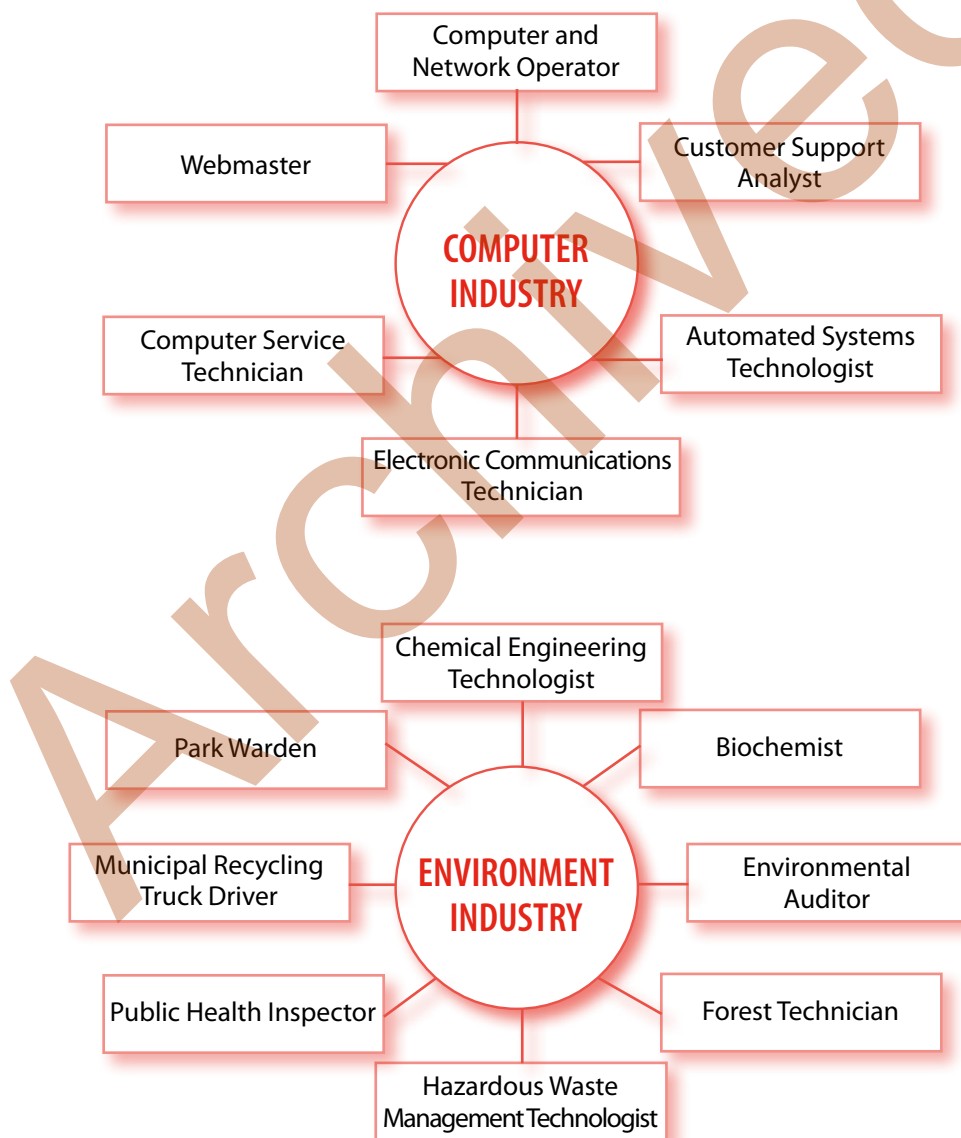 Computer and
Network Operator
Webmaster
Customer Support
Analyst
COMPUTER
INDUSTRY
Computer Service
Technician
Automated Systems
Technologist
Electronic Communications
Technician
Chemical Engineering
Technologist
Park Warden
Biochemist
Municipal Recycling
Truck Driver
ENVIRONMENT
INDUSTRY
Environmental
Auditor
Public Health Inspector
Forest Technician
Hazardous Waste
Management Technologist
Archived